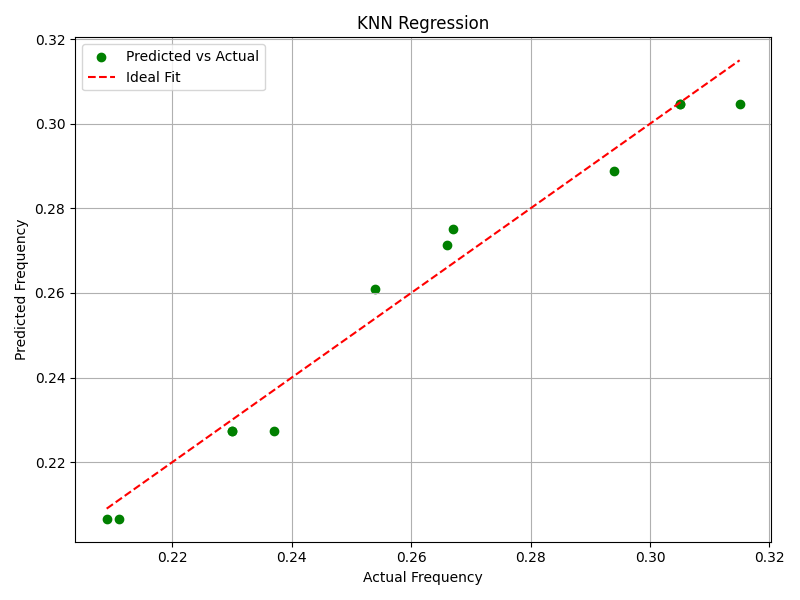 KNN Regression
Predicted vs Actual
Ideal Fit
0.32
0.30
0.28
0.26
0.24
0.22
Predicted Frequency
0.22 0.24 0.26 0.28 0.30 0.32
Actual Frequency